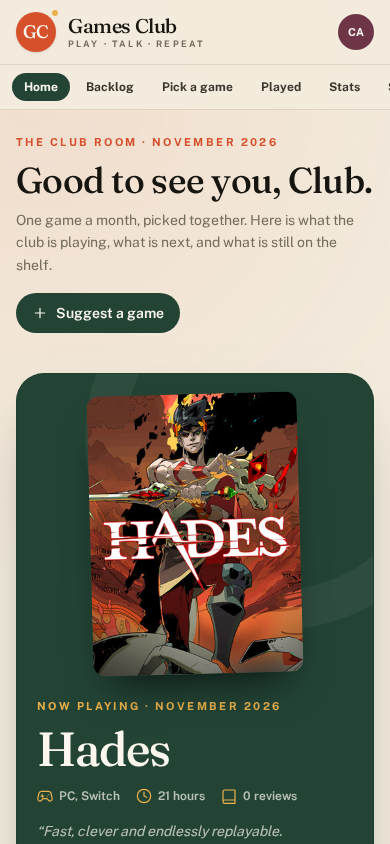 GC
Games Club
PLAY · TALK · REPEAT
CA
Home Backlog Pick a game Played Stats
THE CLUB ROOM · NOVEMBER 2026
Good to see you, Club.
One game a month, picked together. Here is what the
club is playing, what is next, and what is still on the
shelf.
Suggest a game
HADES
NOW PLAYING · NOVEMBER 2026
Hades
PC, Switch 21 hours 0 reviews
“Fast, clever and endlessly replayable.